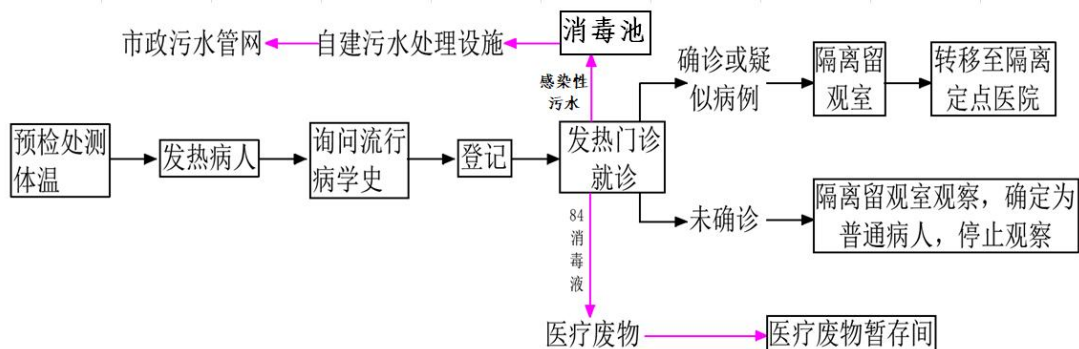 市政污水管网
自建污水处理设施
消毒池
感染性
污水
确诊或疑
似病例
隔离留
观室
转移至隔离
定点医院
预检处测
体温
发热病人
询问流行
病学史
登记
发热门诊
就诊
未确诊
隔离留观室观察，确定为
普通病人，停止观察
84
消
毒
液
医疗废物
医疗废物暂存间